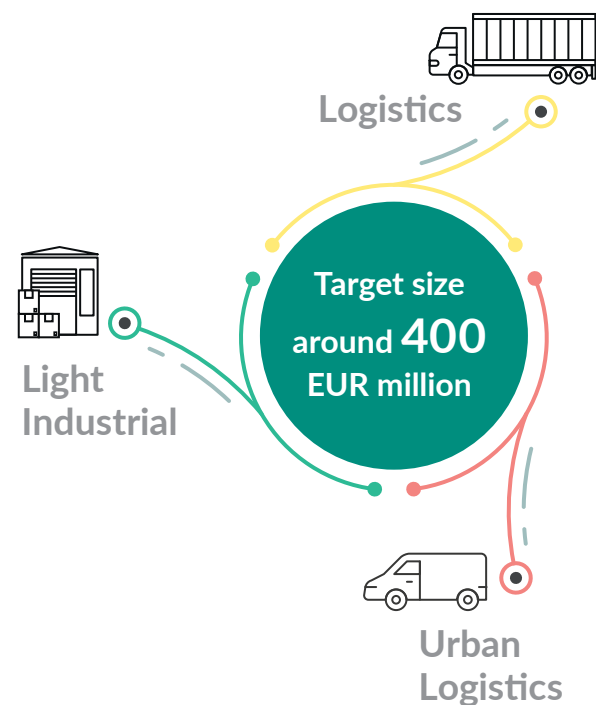 Logistics
Target size
around 400
EUR million
Light
Industrial
Urban
Logistics